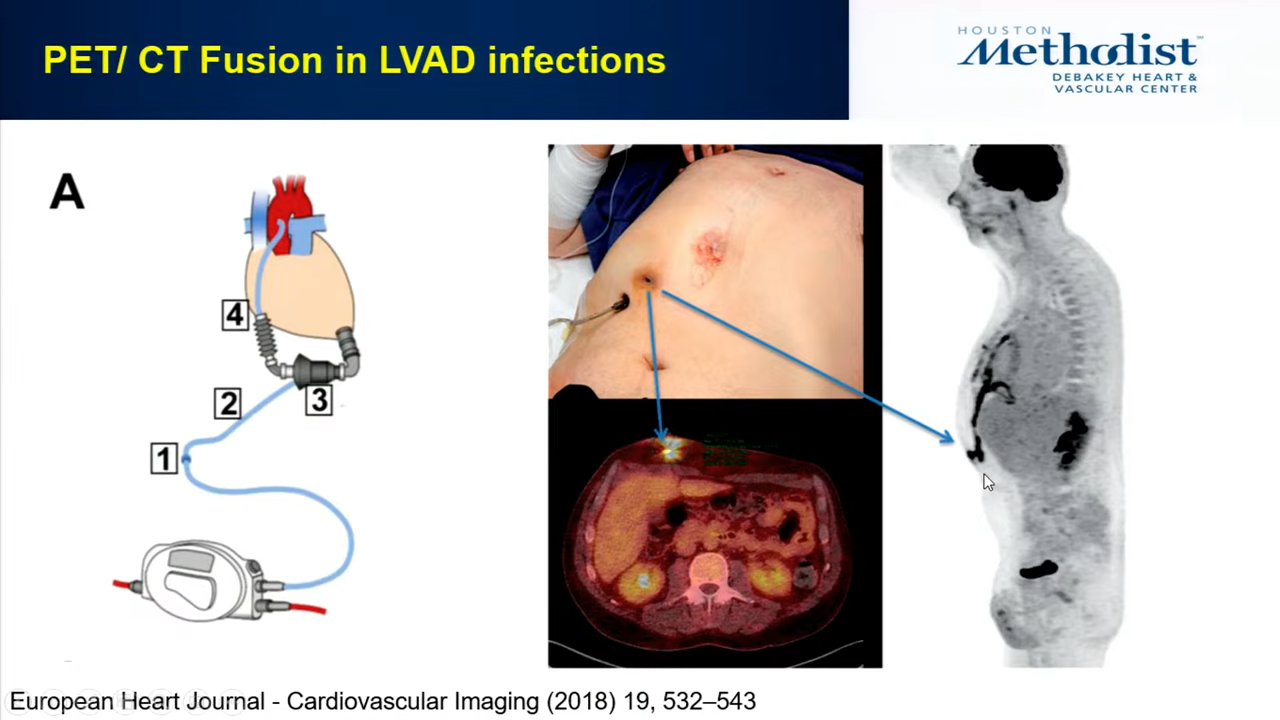 PET/ CT Fusion in LVAD infections
HOUSTON
Methodist
DEBAKEY HEART &
VASCULAR CENTER
A
4
2
3
1
European Heart Journal - Cardiovascular Imaging (2018) 19, 532–543